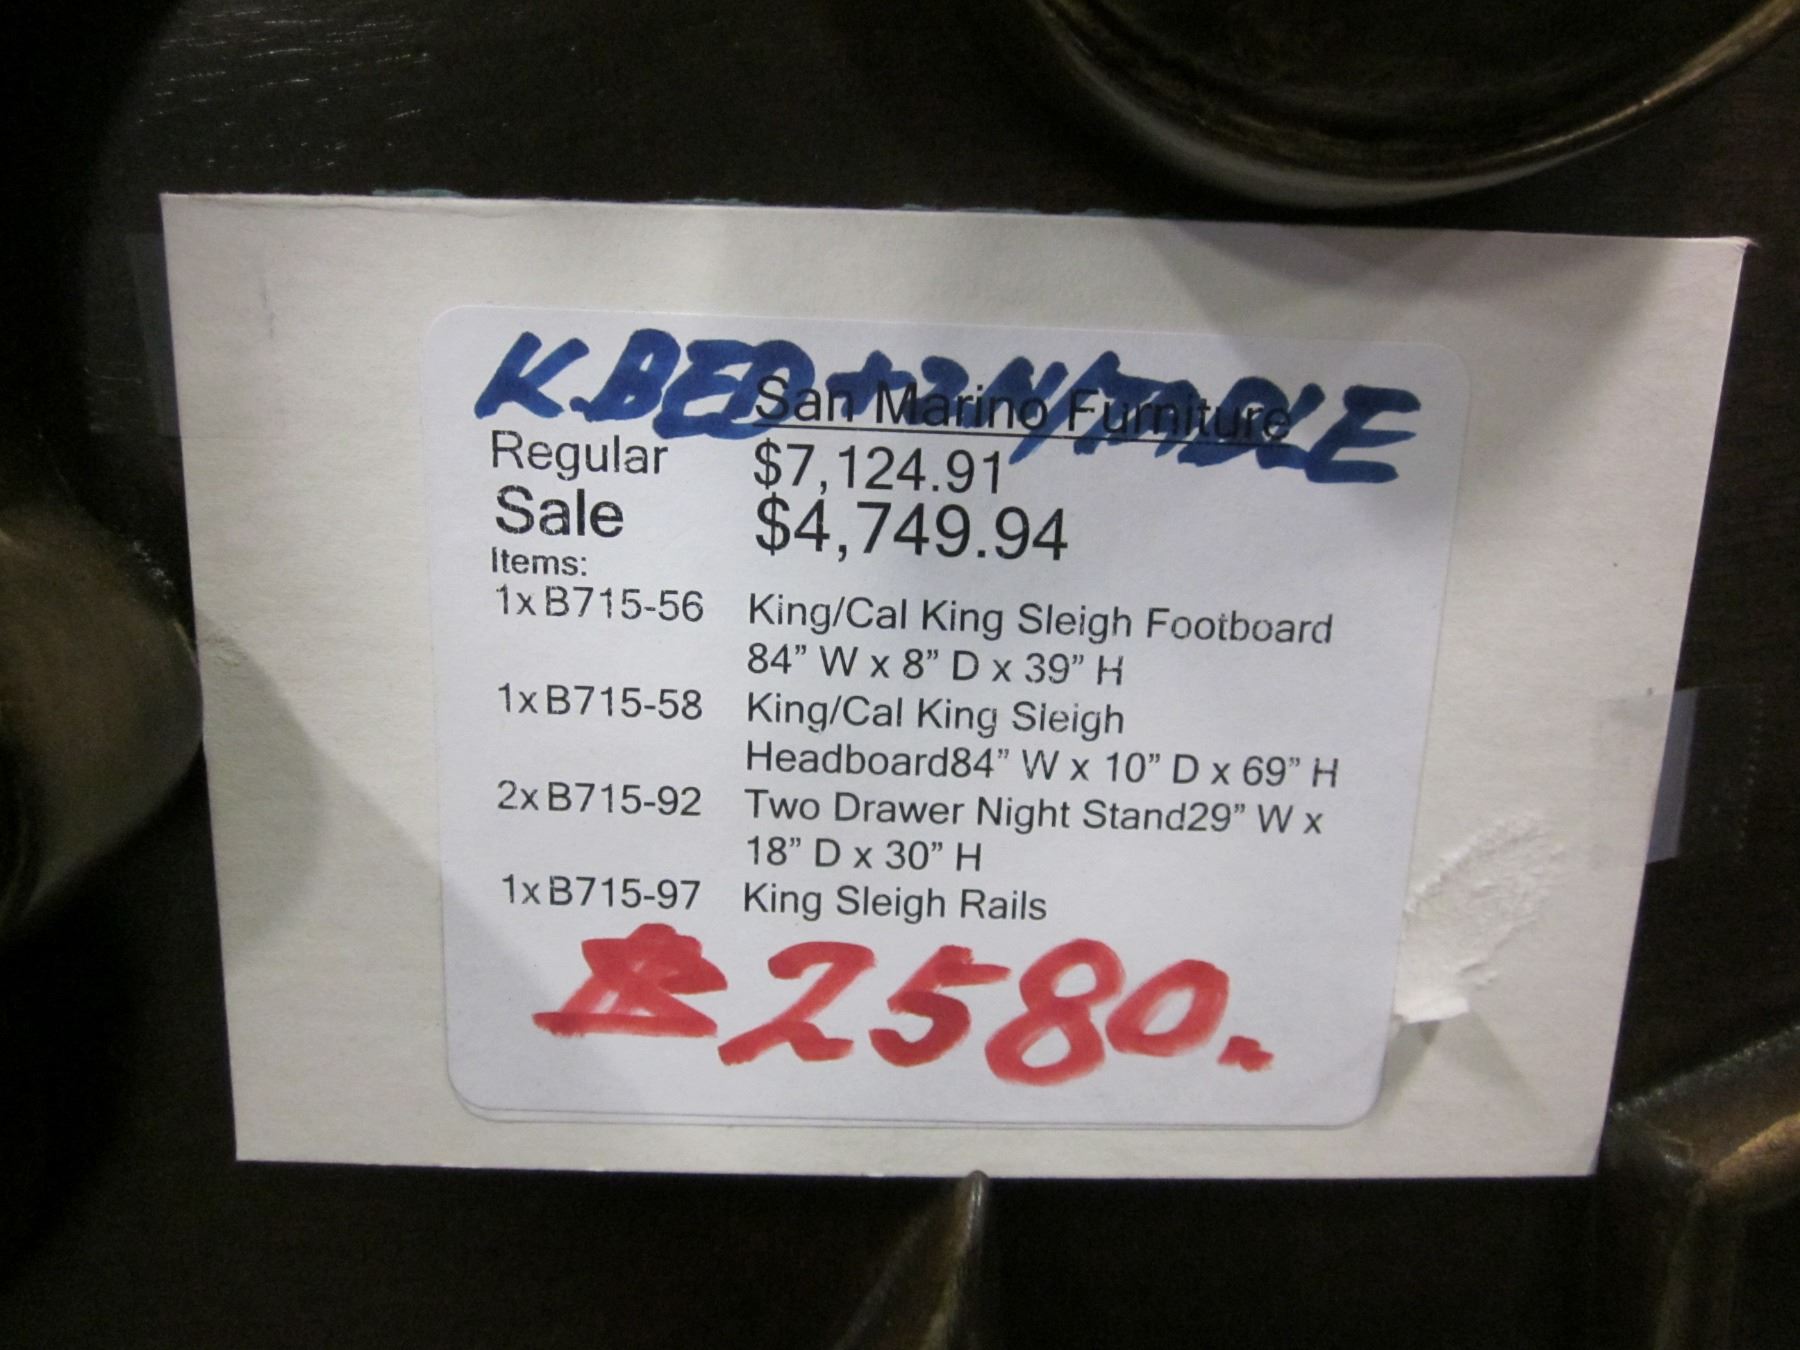 K.BED + 2 N/TABLE
San Marino Furniture
Regular $7,124.91
Sale $4,749.94
Items:
1x B715-56 King/Cal King Sleigh Footboard
84” W x 8” D x 39” H
1x B715-58 King/Cal King Sleigh
Headboard84” W x 10” D x 69” H
2x B715-92 Two Drawer Night Stand29” W x
18” D x 30” H
1x B715-97 King Sleigh Rails
2580.